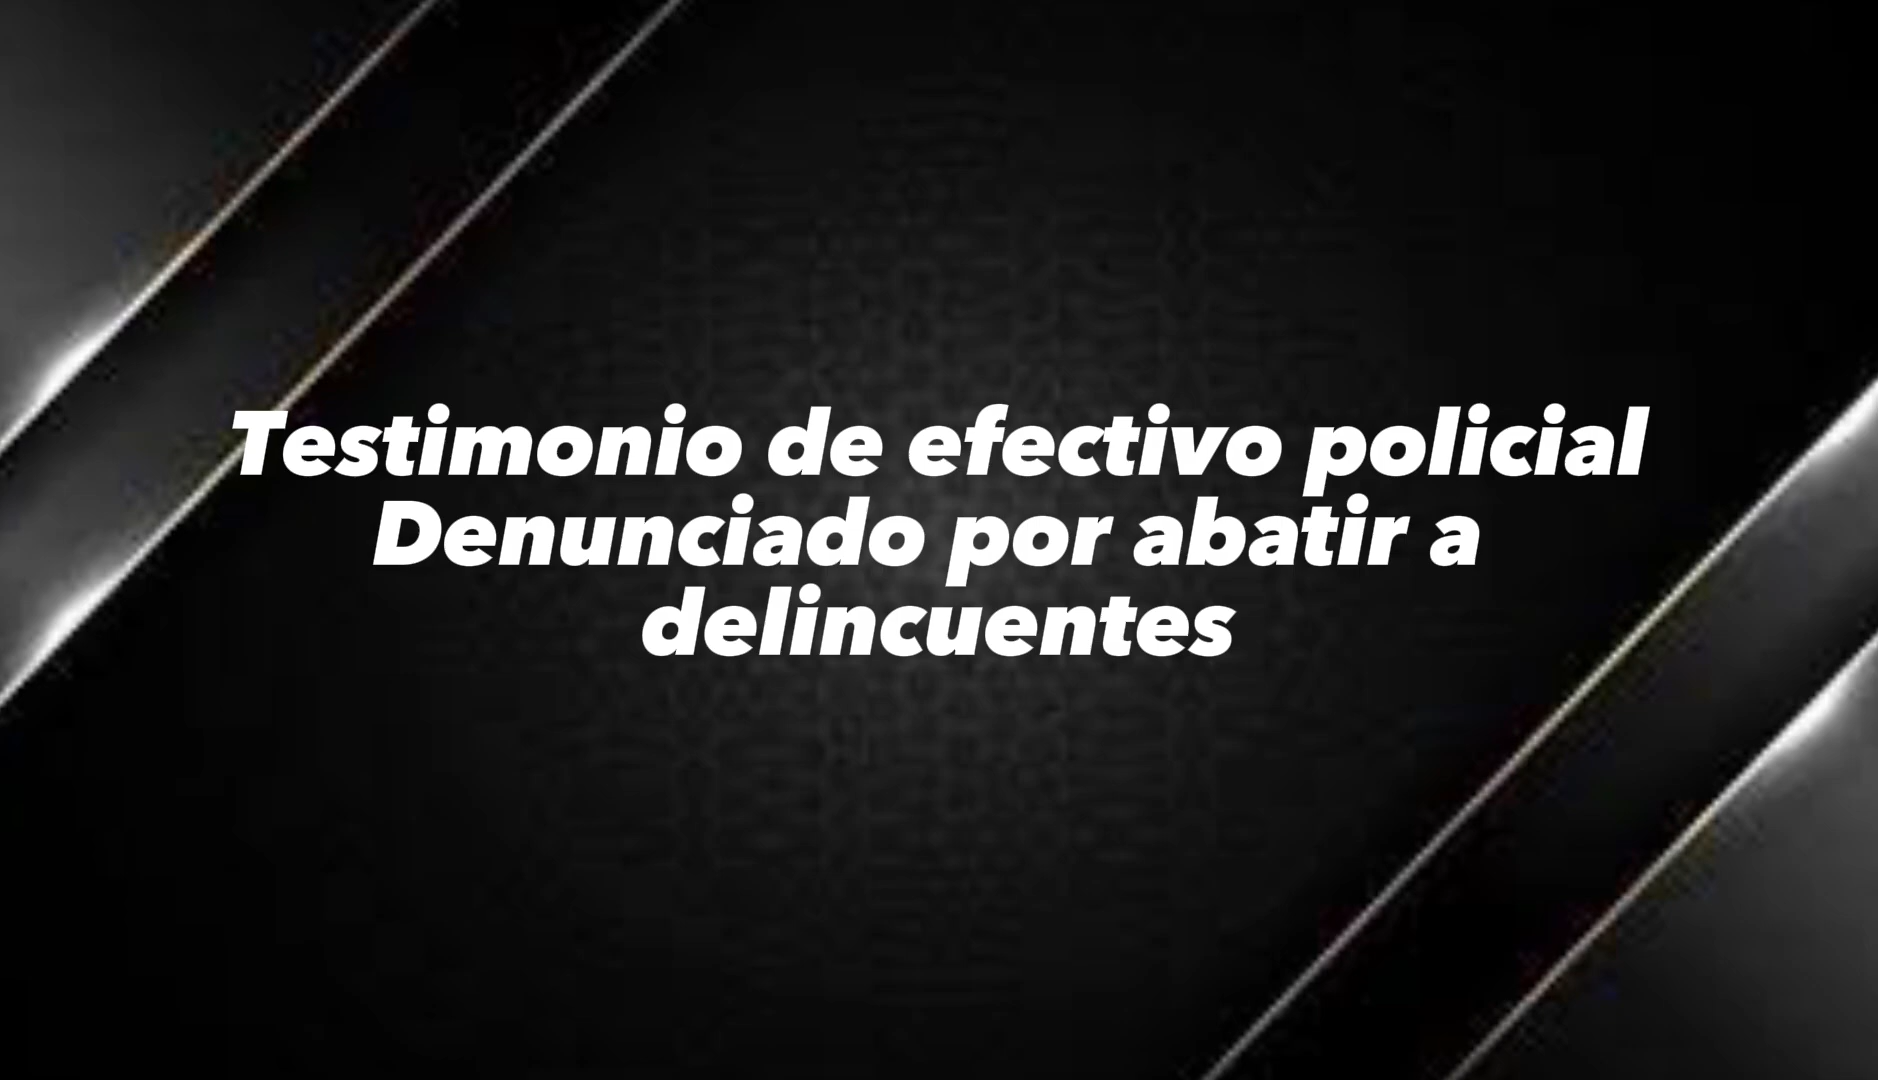 Testimonio de efectivo policial
Denunciado por abatir a
delincuentes